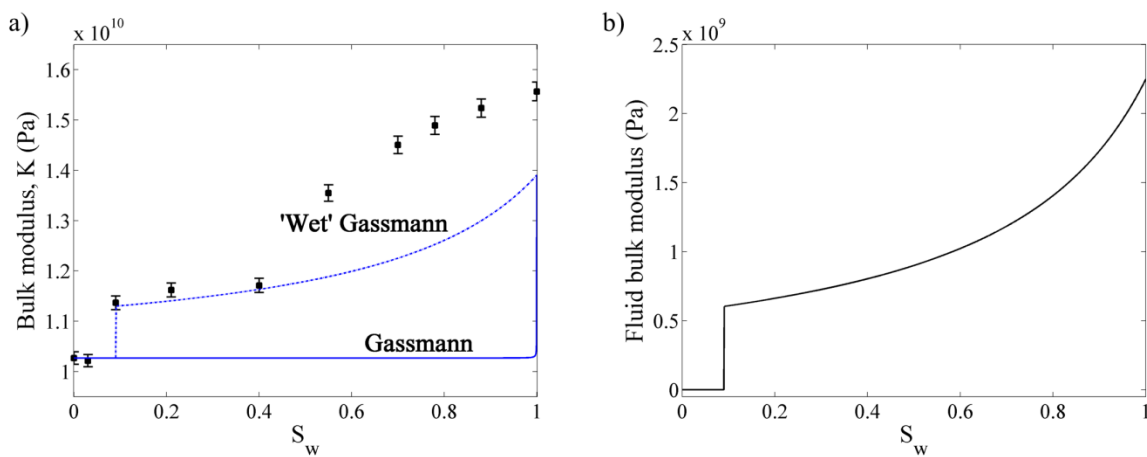 a)
x 10^10
Bulk modulus, K (Pa)
1.6
1.5
1.4
1.3
1.2
1.1
1
'Wet' Gassmann
Gassmann
0
0.2
0.4
0.6
0.8
1
S_w
b)
x 10^9
Fluid bulk modulus (Pa)
2.5
2
1.5
1
0.5
0
0
0.2
0.4
0.6
0.8
1
S_w